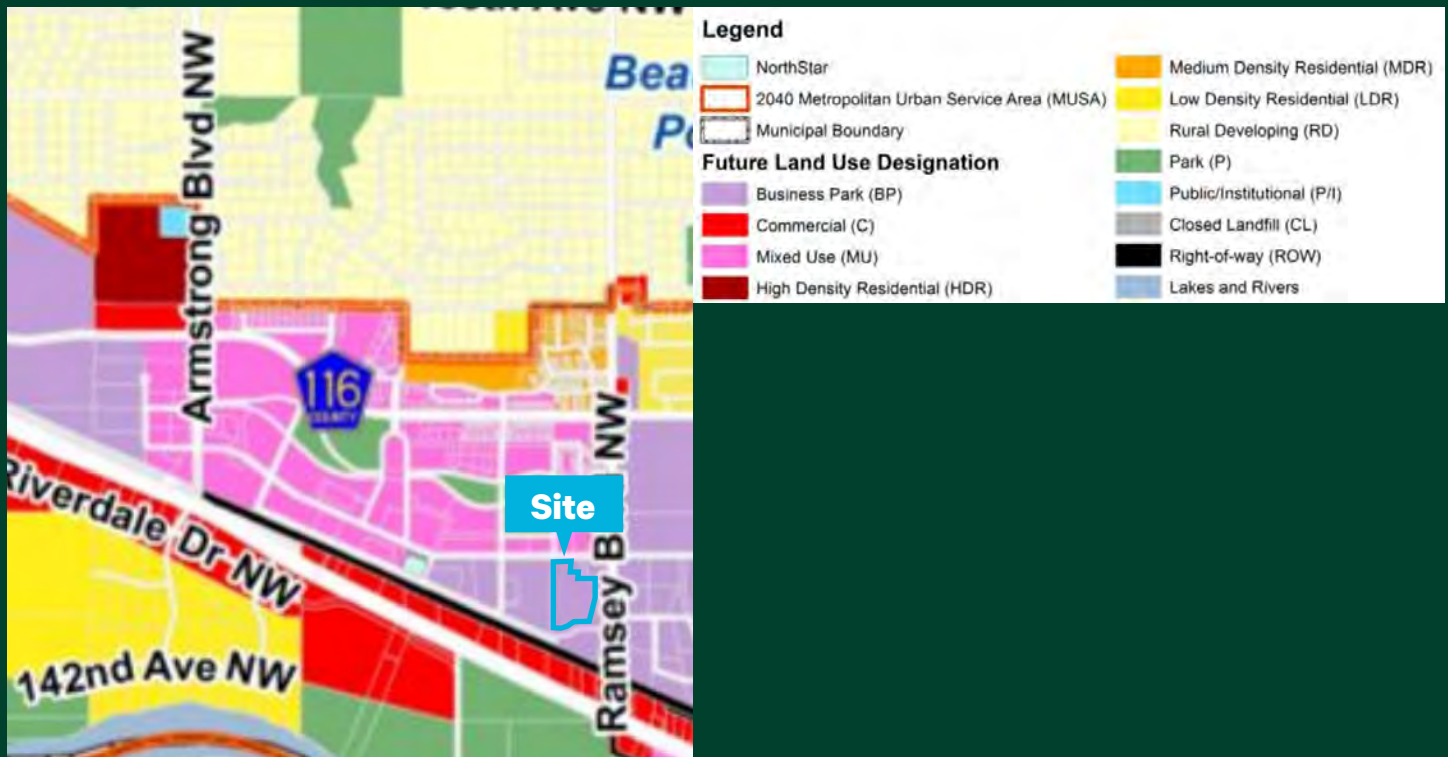 Armstrong Blvd NW
116
COUNTY
Site
Riverdale Dr NW
142nd Ave NW
Ramsey NW
Legend
NorthStar
2040 Metropolitan Urban Service Area (MUSA)
Municipal Boundary
Future Land Use Designation
Business Park (BP)
Commercial (C)
Mixed Use (MU)
High Density Residential (HDR)
Medium Density Residential (MDR)
Low Density Residential (LDR)
Rural Developing (RD)
Park (P)
Public/Institutional (P/I)
Closed Landfill (CL)
Right-of-way (ROW)
Lakes and Rivers